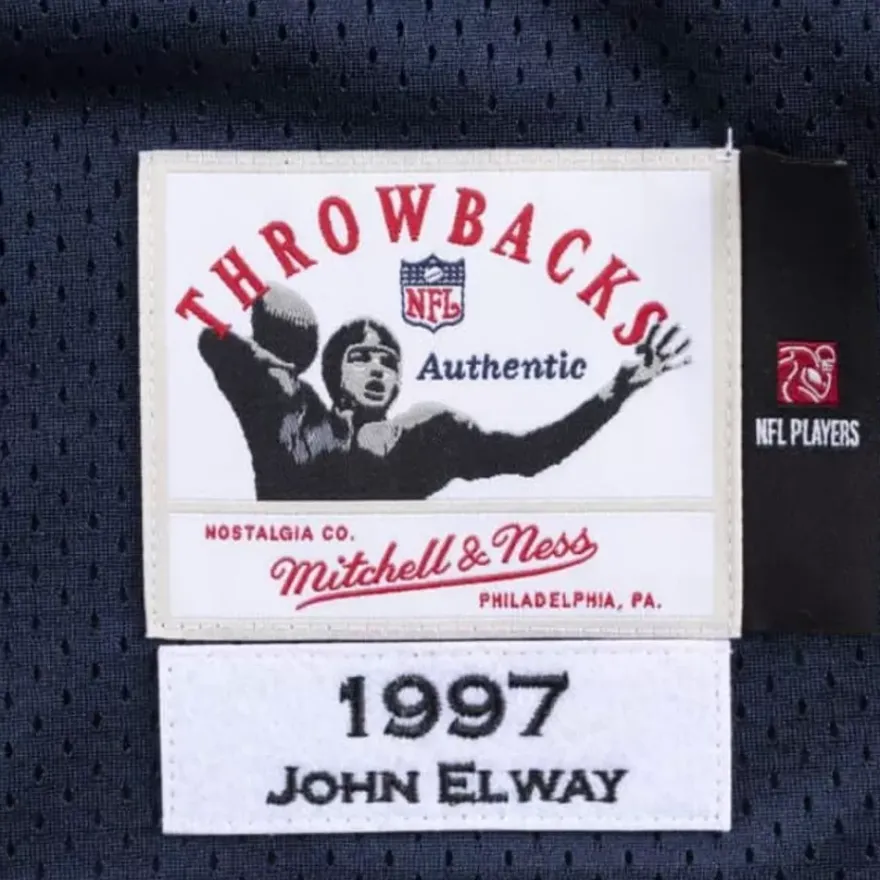 THROWBACKS
NFL
Authentic
NFL PLAYERS
NOSTALGIA CO.
Mitchell & Ness
PHILADELPHIA, PA.
1997
JOHN ELWAY